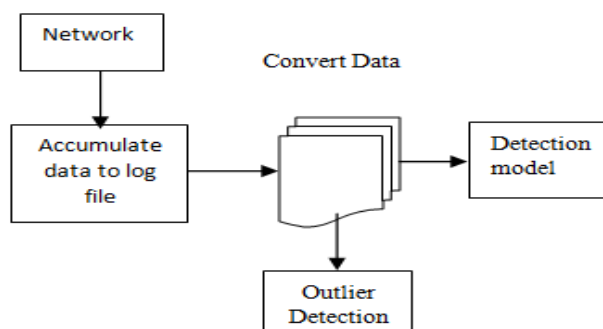 Network
Convert Data
Accumulate
data to log
file
Detection
model
Outlier
Detection